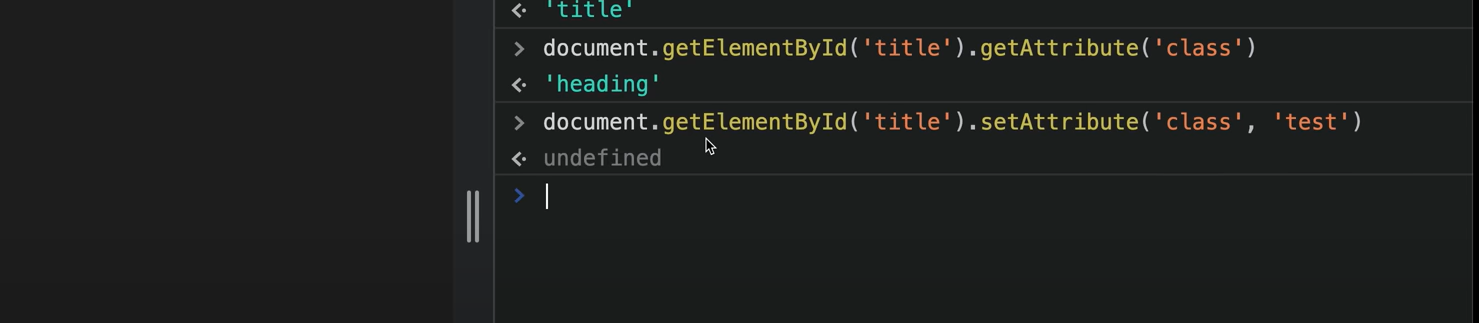 'title'
document.getElementById('title').getAttribute('class')
'heading'
document.getElementById('title').setAttribute('class', 'test')
undefined